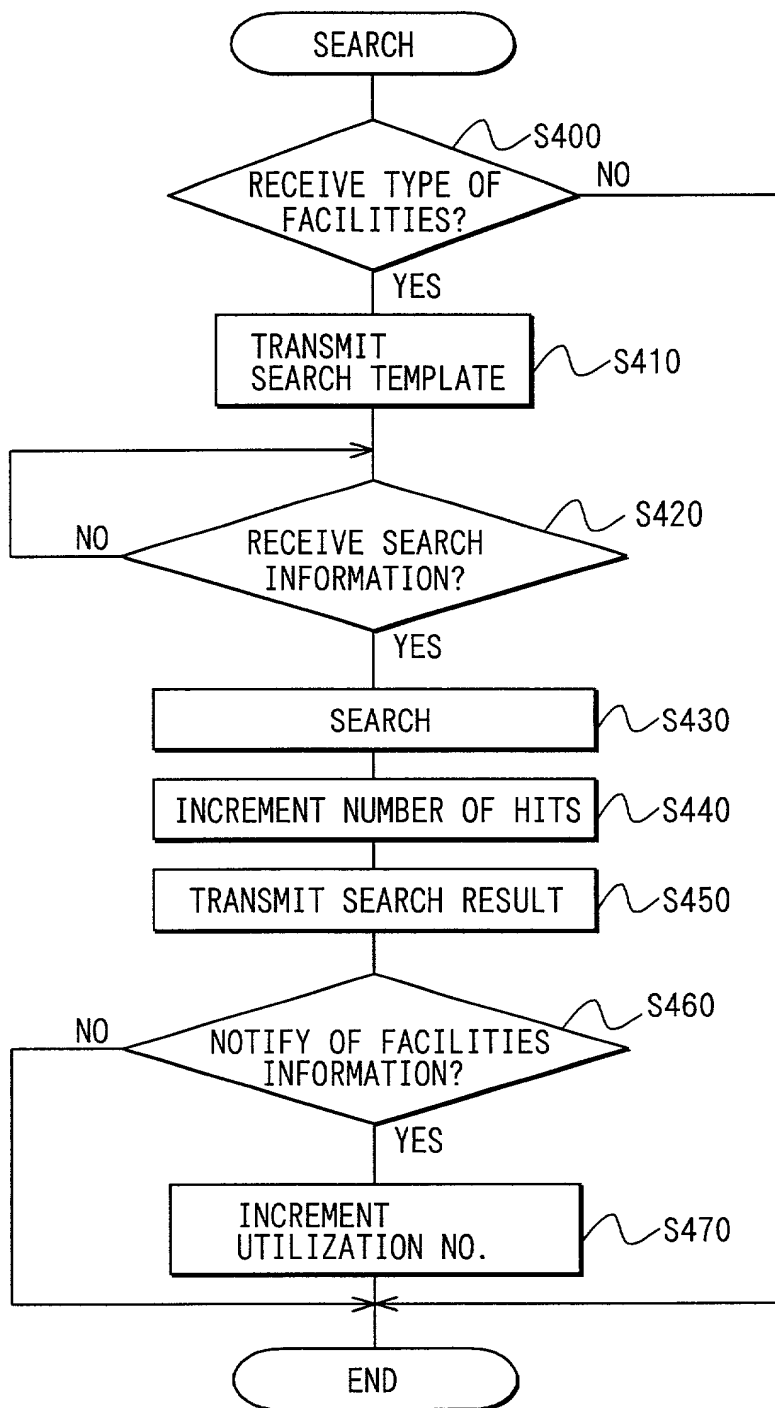 SEARCH
S400
RECEIVE TYPE OF
FACILITIES?
NO
YES
TRANSMIT
SEARCH TEMPLATE
S410
S420
NO
RECEIVE SEARCH
INFORMATION?
YES
SEARCH
S430
INCREMENT NUMBER OF HITS
S440
TRANSMIT SEARCH RESULT
S450
S460
NO
NOTIFY OF FACILITIES
INFORMATION?
YES
INCREMENT
UTILIZATION NO.
S470
END